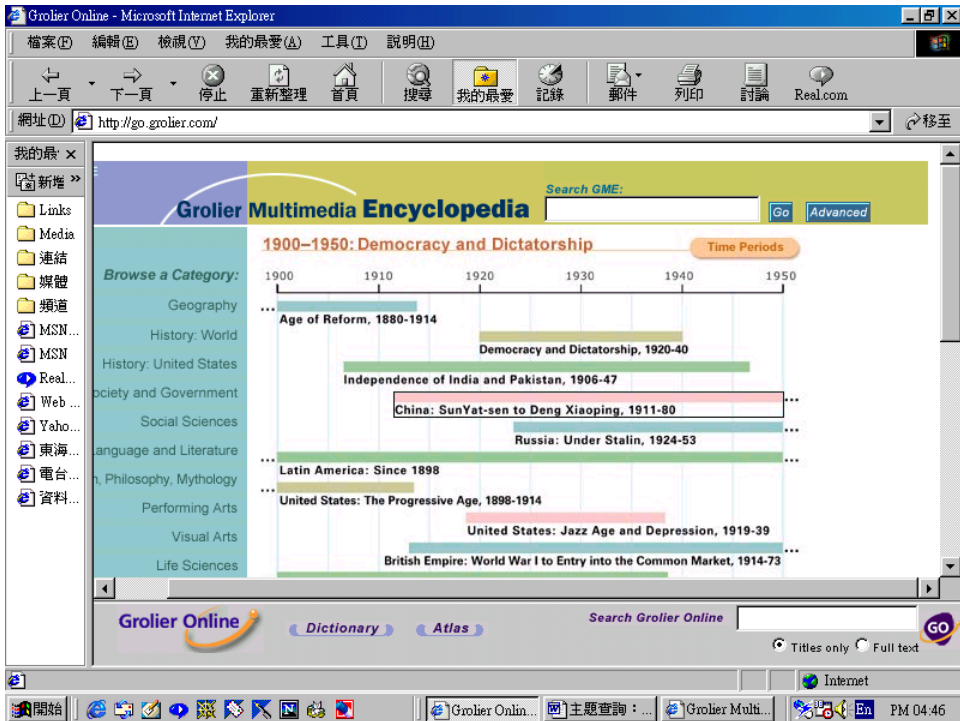 Grolier Online - Microsoft Internet Explorer
檔案(F) 編輯(E) 檢視(V) 我的最愛(A) 工具(T) 說明(H)
上一頁 下一頁 停止 重新整理 首頁 搜尋 我的最愛 記錄 郵件 列印 討論 Real.com
網址(D) http://go.grolier.com/ 移至
我的最
新增 »
Links
Media
連結
媒體
頻道
MSN...
MSN
Real...
Web ...
Yaho...
東海...
電台...
資料...
Search GME:
Grolier Multimedia Encyclopedia Go Advanced
1900–1950: Democracy and Dictatorship Time Periods
Browse a Category:
Geography
History: World
History: United States
ociety and Government
Social Sciences
anguage and Literature
n, Philosophy, Mythology
Performing Arts
Visual Arts
Life Sciences
1900 1910 1920 1930 1940 1950
... Age of Reform, 1880-1914
Democracy and Dictatorship, 1920-40
Independence of India and Pakistan, 1906-47
China: SunYat-sen to Deng Xiaoping, 1911-80 ...
Russia: Under Stalin, 1924-53 ...
... Latin America: Since 1898 ...
... United States: The Progressive Age, 1898-1914
United States: Jazz Age and Depression, 1919-39
British Empire: World War I to Entry into the Common Market, 1914-73 ...
Grolier Online Dictionary Atlas Search Grolier Online GO
Titles only Full text
Internet
開始 Grolier Onlin... 主題查詢：... Grolier Multi... En PM 04:46